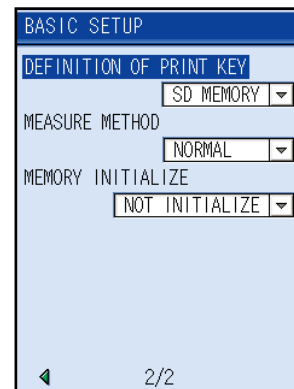 BASIC SETUP
DEFINITION OF PRINT KEY
SD MEMORY
MEASURE METHOD
NORMAL
MEMORY INITIALIZE
NOT INITIALIZE
2/2